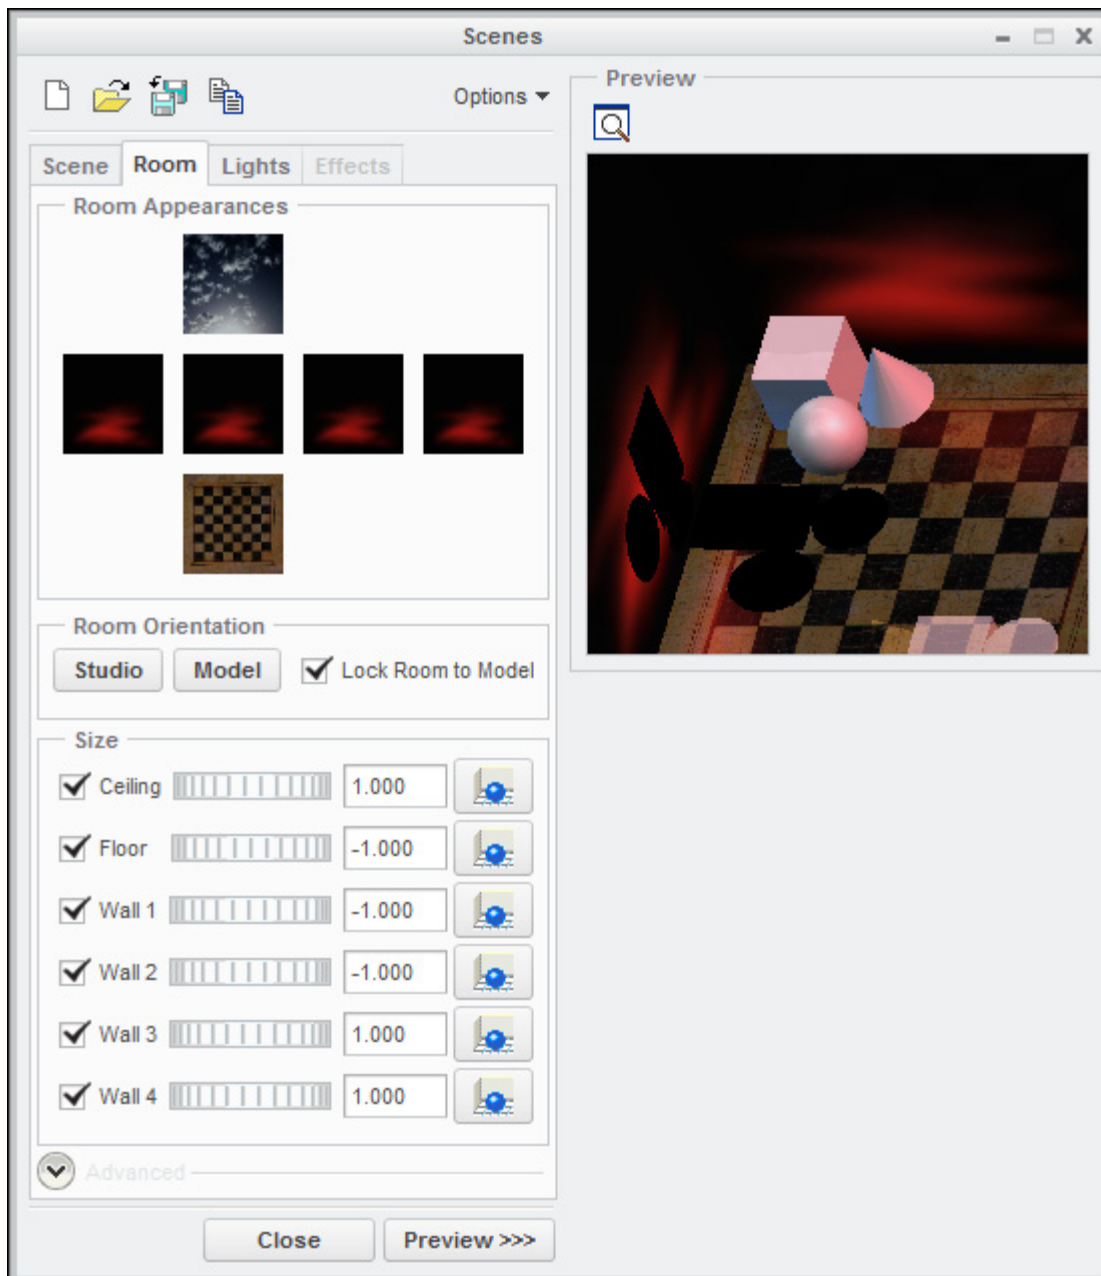 Scenes
Options
Preview
Scene Room Lights Effects
Room Appearances
Room Orientation
Studio Model Lock Room to Model
Size
Ceiling 1.000
Floor -1.000
Wall 1 -1.000
Wall 2 -1.000
Wall 3 1.000
Wall 4 1.000
Advanced
Close Preview >>>